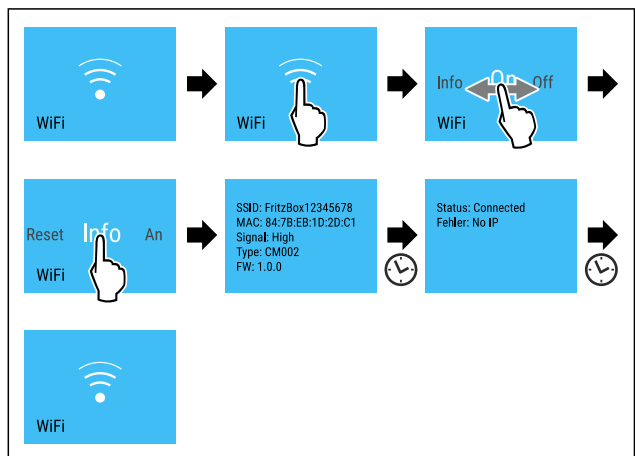 WiFi
WiFi
Info On Off
WiFi
Reset Info An
WiFi
SSID: FritzBox12345678
MAC: 84:7B:EB:1D:2D:C1
Signal: High
Type: CM002
FW: 1.0.0
Status: Connected
Fehler: No IP
WiFi